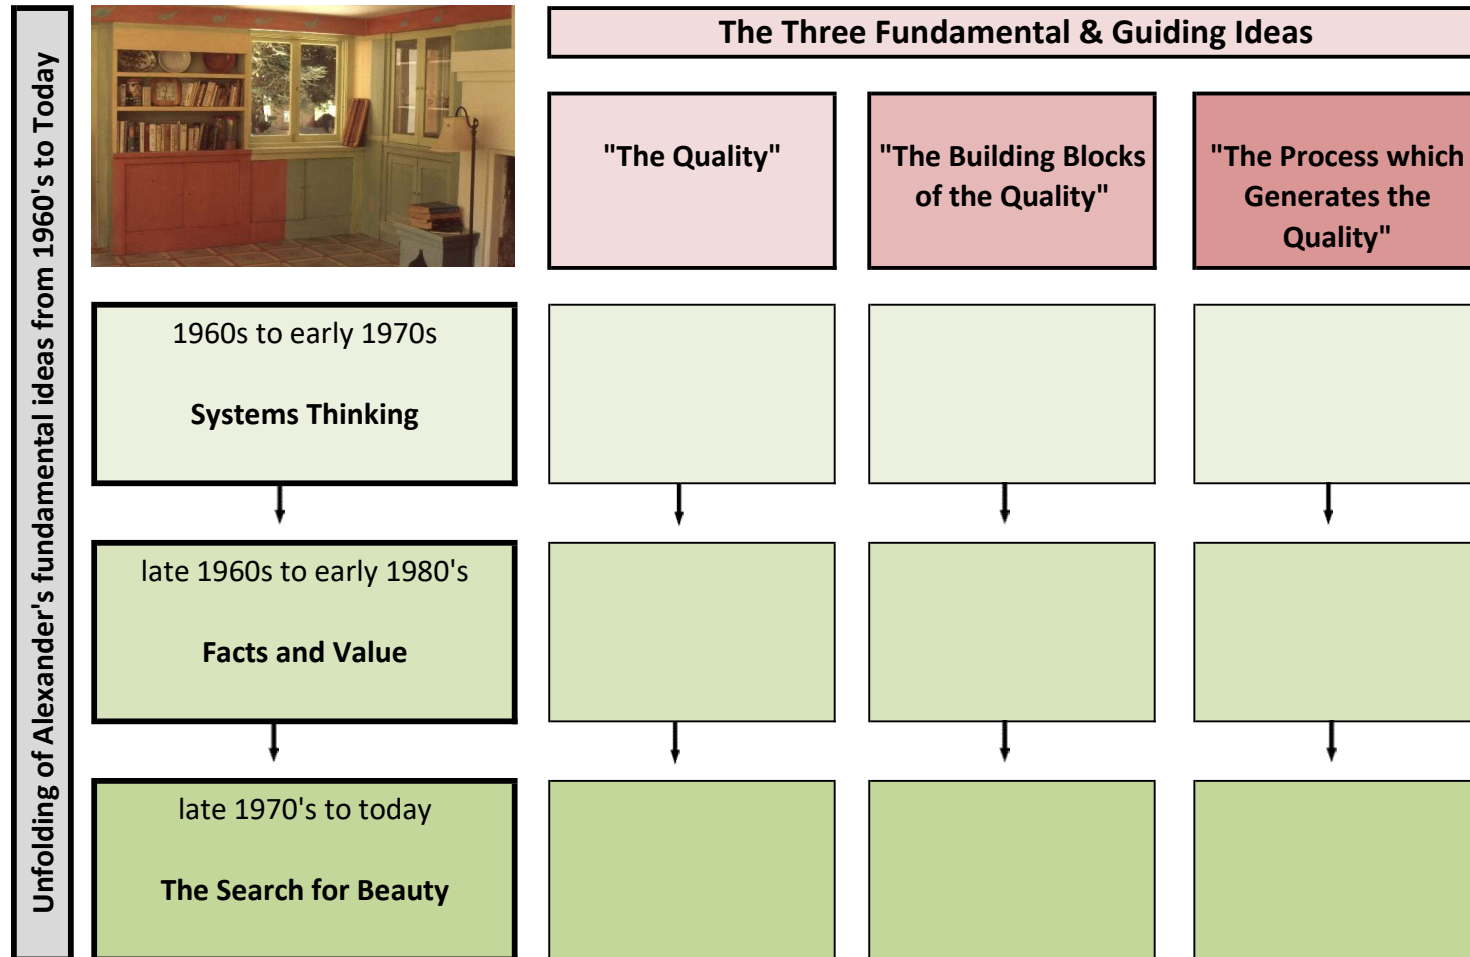 Unfolding of Alexander's fundamental ideas from 1960's to Today
The Three Fundamental & Guiding Ideas
"The Quality"
"The Building Blocks
of the Quality"
"The Process which
Generates the
Quality"
1960s to early 1970s
Systems Thinking
late 1960s to early 1980's
Facts and Value
late 1970's to today
The Search for Beauty